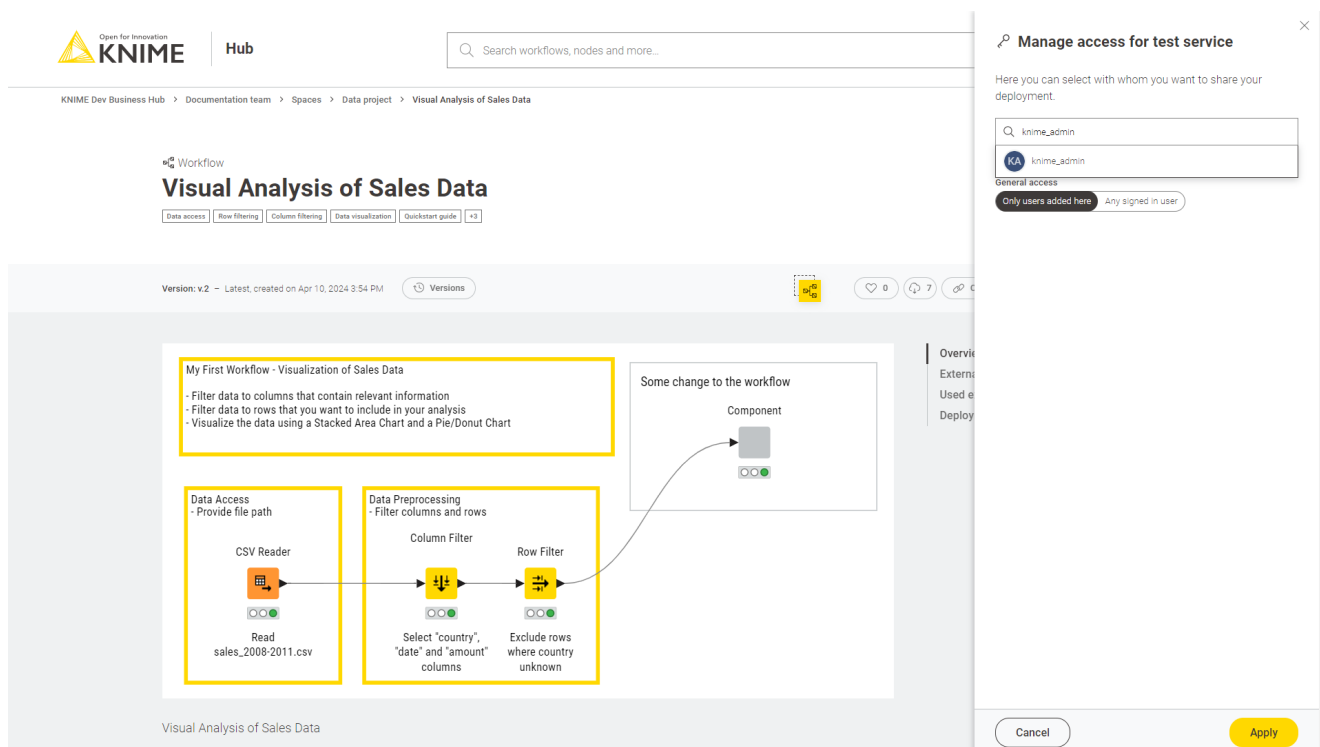 Open for Innovation
KNIME
Hub
Search workflows, nodes and more...
KNIME Dev Business Hub > Documentation team > Spaces > Data project > Visual Analysis of Sales Data
Workflow
Visual Analysis of Sales Data
Data access Row filtering Column filtering Data visualization Quickstart guide +3
Version: v.2 – Latest, created on Apr 10, 2024 3:54 PM Versions
0 7
My First Workflow - Visualization of Sales Data
- Filter data to columns that contain relevant information
- Filter data to rows that you want to include in your analysis
- Visualize the data using a Stacked Area Chart and a Pie/Donut Chart
Some change to the workflow
Component
Data Access
- Provide file path
CSV Reader
Read
sales_2008-2011.csv
Data Preprocessing
- Filter columns and rows
Column Filter
Select "country",
"date" and "amount"
columns
Row Filter
Exclude rows
where country
unknown
Overvie
Externa
Used e
Deploy
Visual Analysis of Sales Data
Manage access for test service
Here you can select with whom you want to share your
deployment.
knime_admin
KA knime_admin
General access
Only users added here Any signed in user
Cancel Apply